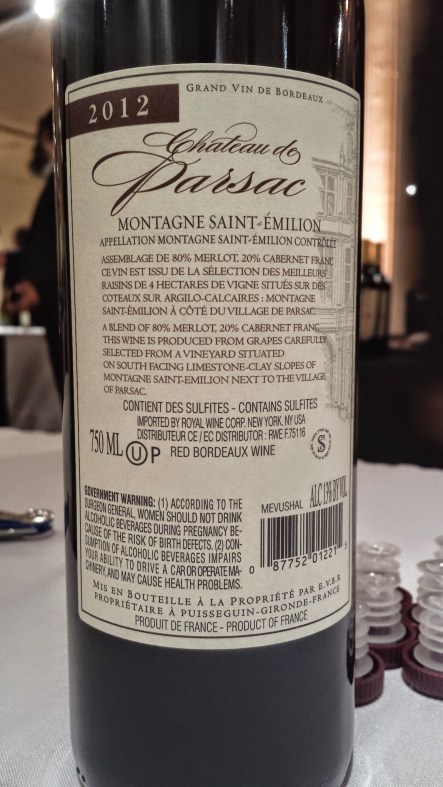 2012
GRAND VIN DE BORDEAUX
Château de
Parsac
MONTAGNE SAINT-ÉMILION
APPELLATION MONTAGNE SAINT-ÉMILION CONTRÔLÉE
ASSEMBLAGE DE 80% MERLOT, 20% CABERNET FRANC
CE VIN EST ISSU DE LA SÉLECTION DES MEILLEURS
RAISINS DE 4 HECTARES DE VIGNE SITUÉS SUR DES
COTEAUX SUR ARGILO-CALCAIRES : MONTAGNE
SAINT-ÉMILION À CÔTÉ DU VILLAGE DE PARSAC.
A BLEND OF 80% MERLOT, 20% CABERNET FRANC
THIS WINE IS PRODUCED FROM GRAPES CAREFULLY
SELECTED FROM A VINEYARD SITUATED
ON SOUTH FACING LIMESTONE-CLAY SLOPES OF
MONTAGNE SAINT-EMILION NEXT TO THE VILLAGE
OF PARSAC.
CONTIENT DES SULFITES - CONTAINS SULFITES
IMPORTED BY ROYAL WINE CORP. NEW YORK, NY USA
DISTRIBUTEUR CE / EC DISTRIBUTOR : RWE F.75116
750 ML U P RED BORDEAUX WINE
S
GOVERNMENT WARNING: (1) ACCORDING TO THE
SURGEON GENERAL, WOMEN SHOULD NOT DRINK
ALCOHOLIC BEVERAGES DURING PREGNANCY BE-
CAUSE OF THE RISK OF BIRTH DEFECTS. (2) CON-
SUMPTION OF ALCOHOLIC BEVERAGES IMPAIRS
YOUR ABILITY TO DRIVE A CAR OR OPERATE MA-
CHINERY, AND MAY CAUSE HEALTH PROBLEMS.
MEVUSHAL ALC 13% BY VOL.
0 87752 01221 3
MIS EN BOUTEILLE À LA PROPRIÉTÉ PAR E.V.B.R
PROPRIÉTAIRE À PUISSEGUIN-GIRONDE-FRANCE
PRODUIT DE FRANCE - PRODUCT OF FRANCE